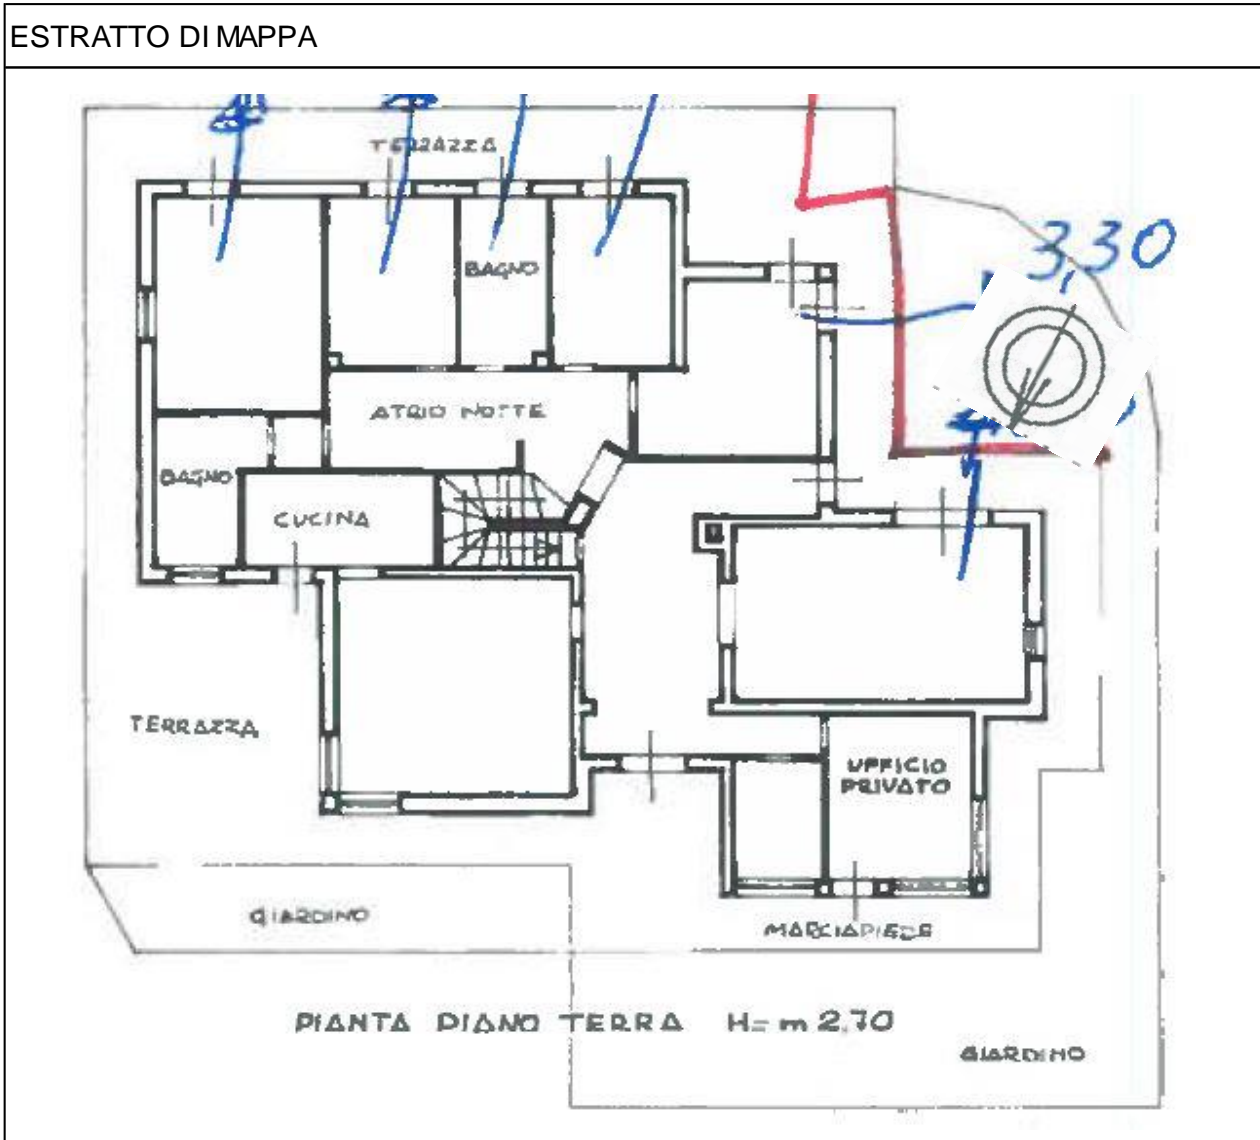 ESTRATTO DI MAPPA
TERRAZZA
3,30
BAGNO
ATRIO NOTTE
BAGNO
CUCINA
TERRAZZA
UFFICIO
PRIVATO
GIARDINO
MARCIAPIEDE
PIANTA PIANO TERRA H= m 2,70
GIARDINO